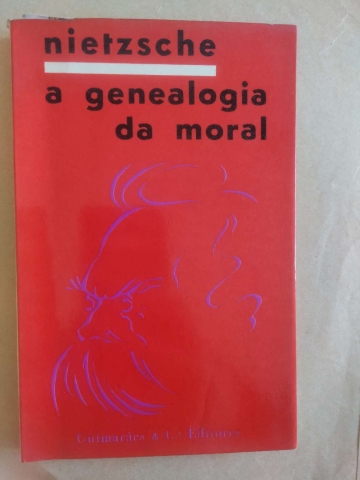 nietzsche
a genealogia
da moral
Guimarães & C.ª Editores